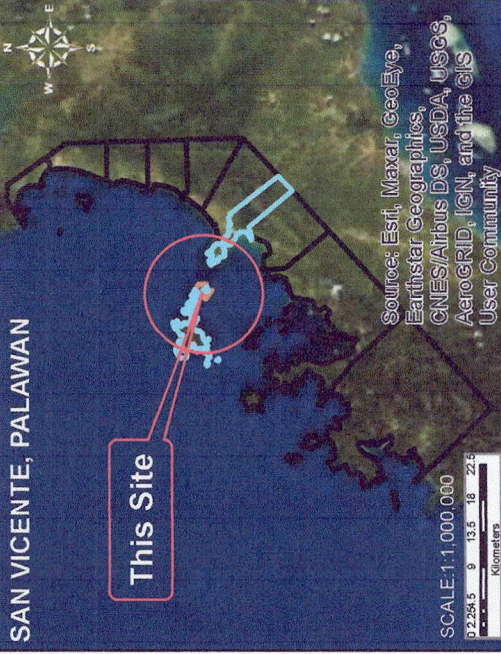 SAN VICENTE, PALAWAN
N
W
E
S
This Site
SCALE:1:1,000,000
0 2.25 4.5 9 13.5 18 22.5
Kilometers
Source: Esri, Maxar, GeoEye,
Earthstar Geographics,
CNES/Airbus DS, USDA, USGS,
AeroGRID, IGN, and the GIS
User Community